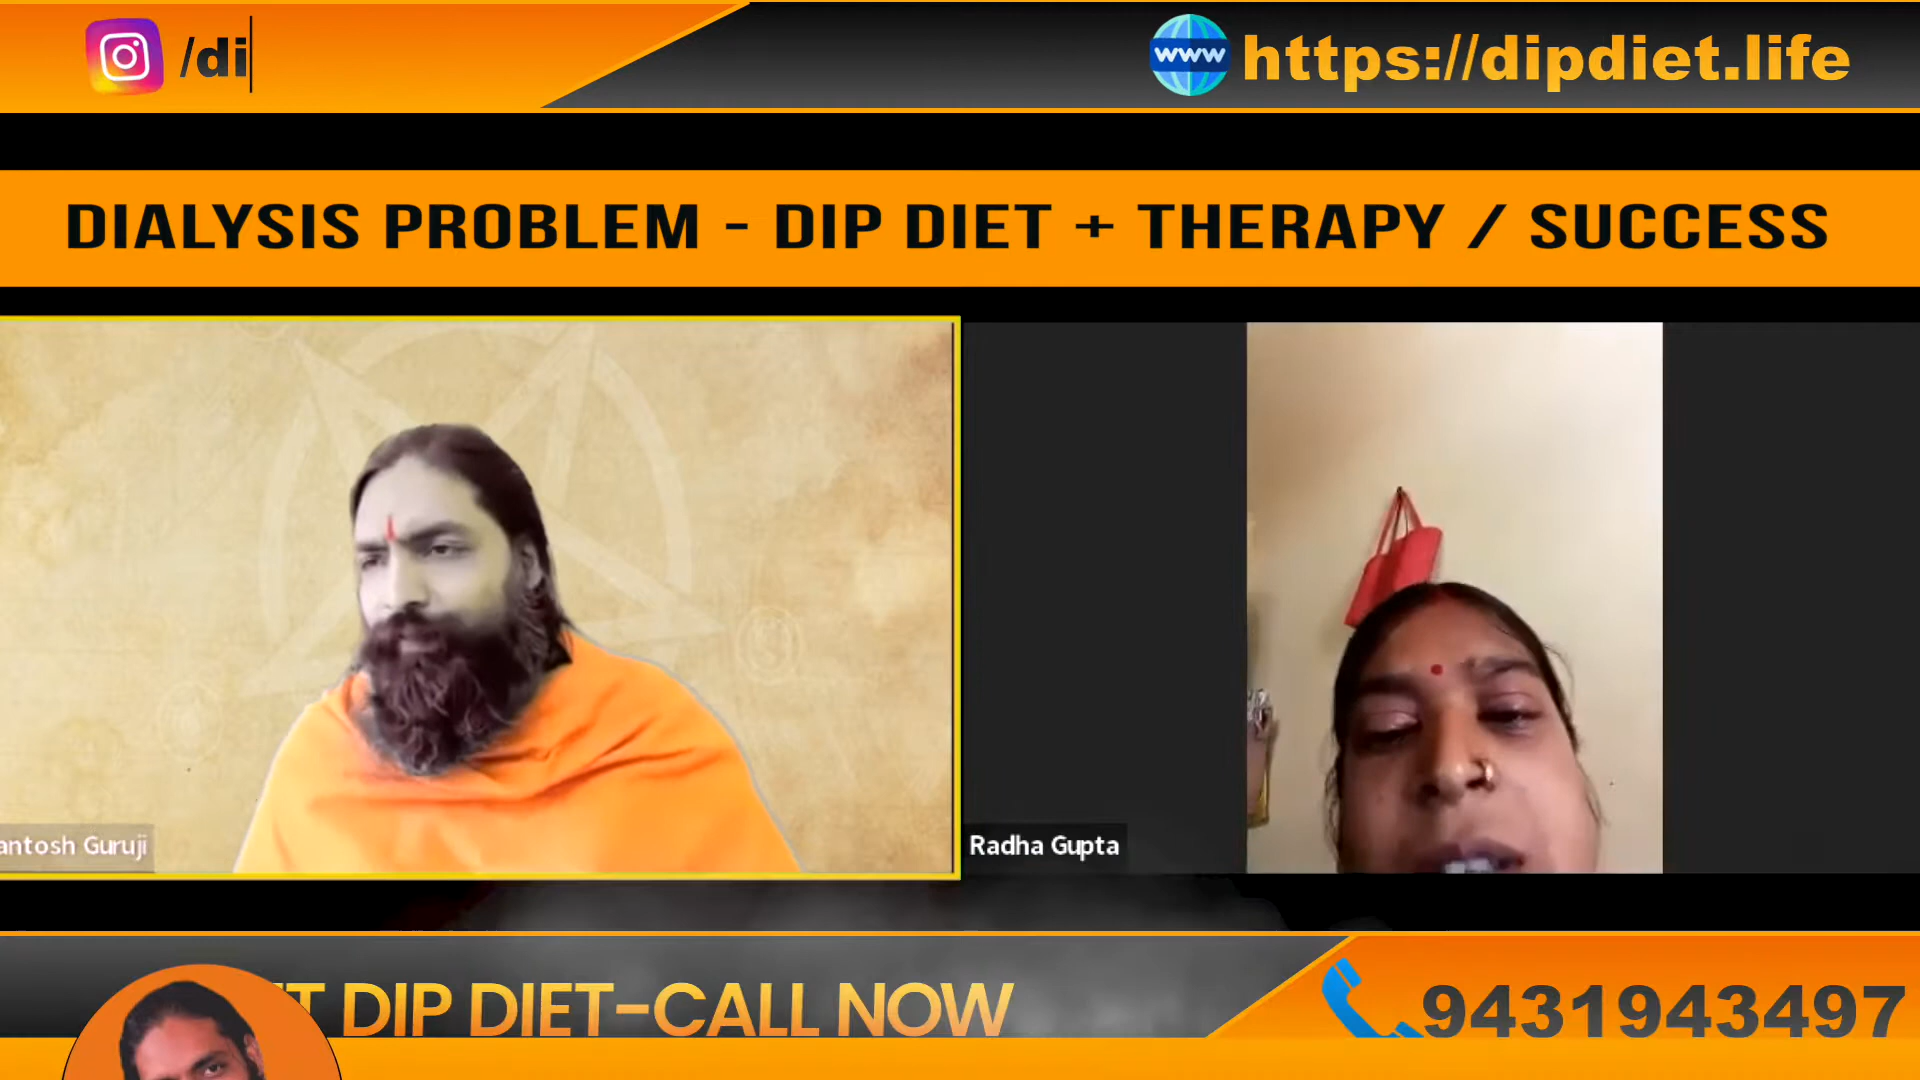 /di
www
https://dipdiet.life
DIALYSIS PROBLEM - DIP DIET + THERAPY / SUCCESS
antosh Guruji
Radha Gupta
T DIP DIET-CALL NOW
9431943497